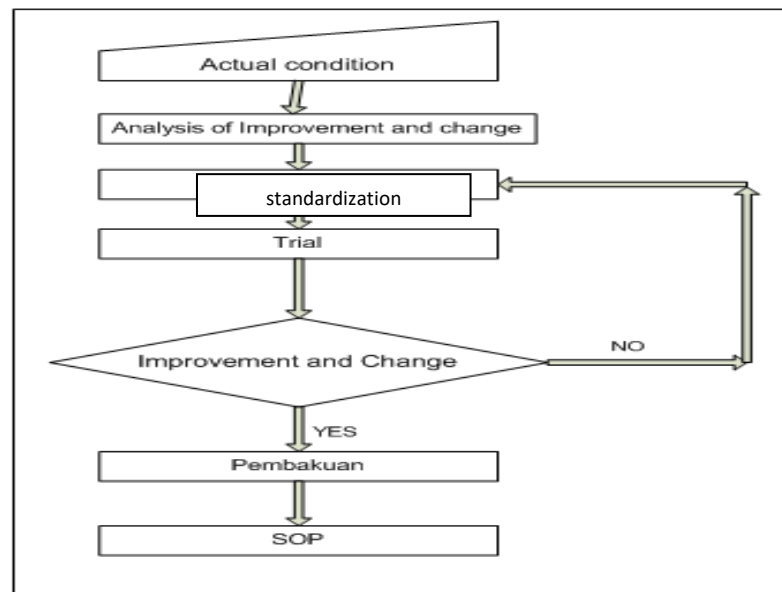 Actual condition
Analysis of Improvement and change
standardization
Trial
Improvement and Change
NO
YES
Pembakuan
SOP